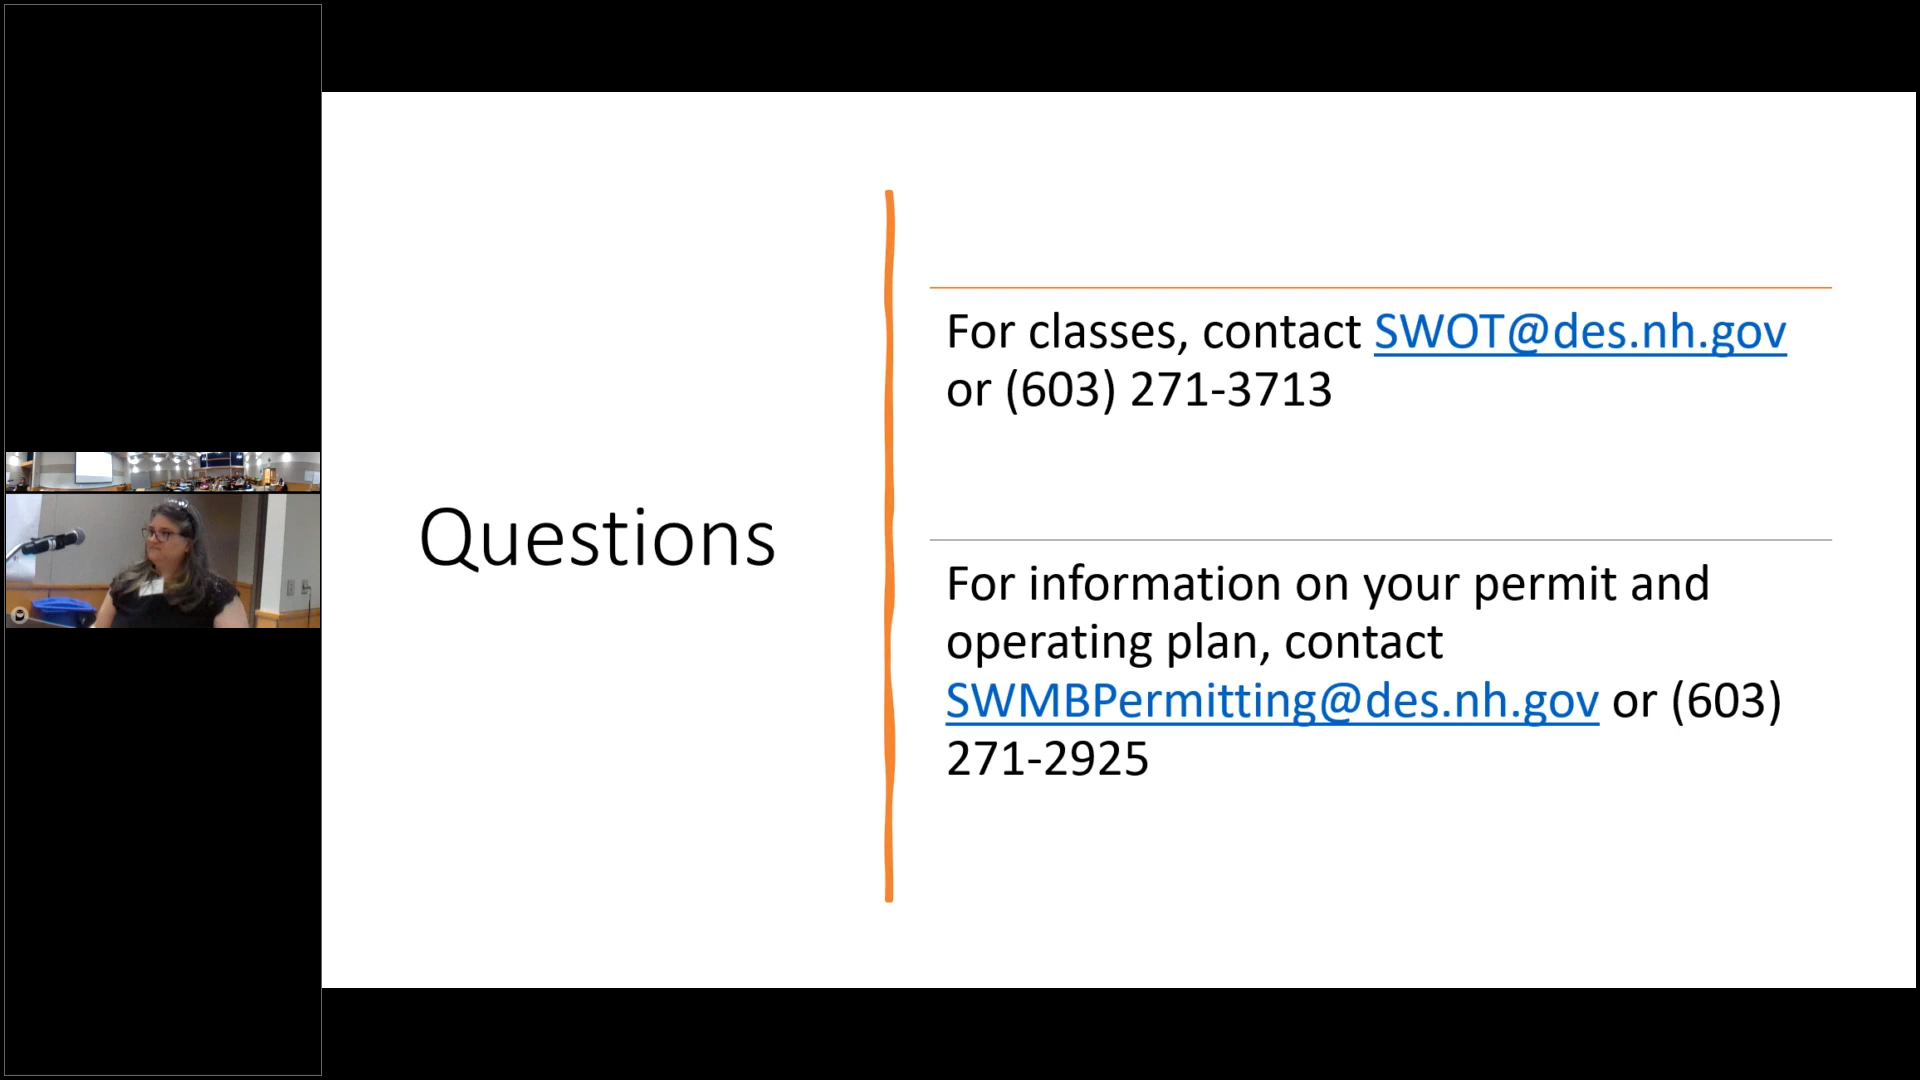 Questions
For classes, contact SWOT@des.nh.gov
or (603) 271-3713
For information on your permit and
operating plan, contact
SWMBPermitting@des.nh.gov or (603)
271-2925